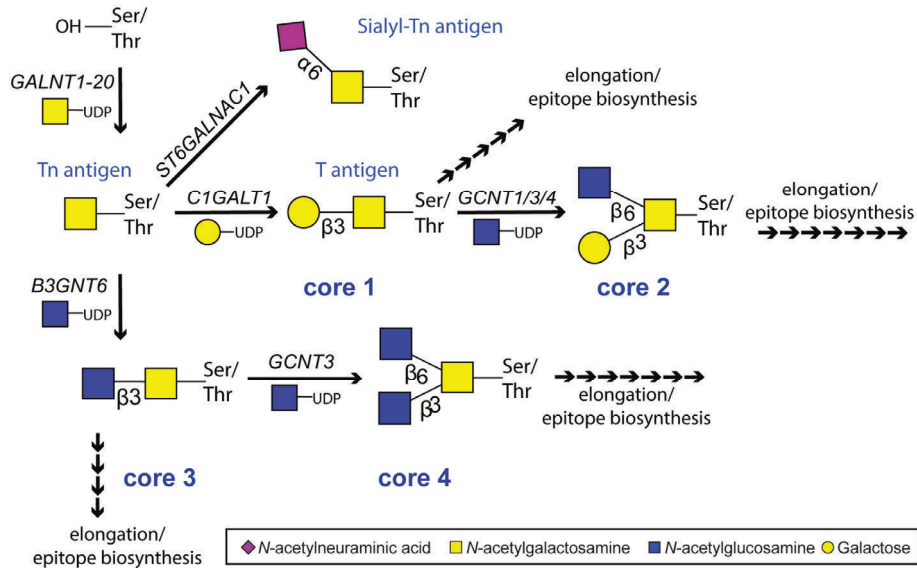 OH
Ser/
Thr
GALNT1-20
UDP
Sialyl-Tn antigen
α6
Ser/
Thr
ST6GALNAC1
elongation/
epitope biosynthesis
Tn antigen
Ser/
Thr
C1GALT1
UDP
T antigen
β3
Ser/
Thr
GCNT1/3/4
UDP
β6
β3
Ser/
Thr
elongation/
epitope biosynthesis
core 1
core 2
B3GNT6
UDP
β3
Ser/
Thr
GCNT3
UDP
β6
β3
Ser/
Thr
elongation/
epitope biosynthesis
core 3
core 4
elongation/
epitope biosynthesis
N-acetylneuraminic acid N-acetylgalactosamine N-acetylglucosamine Galactose